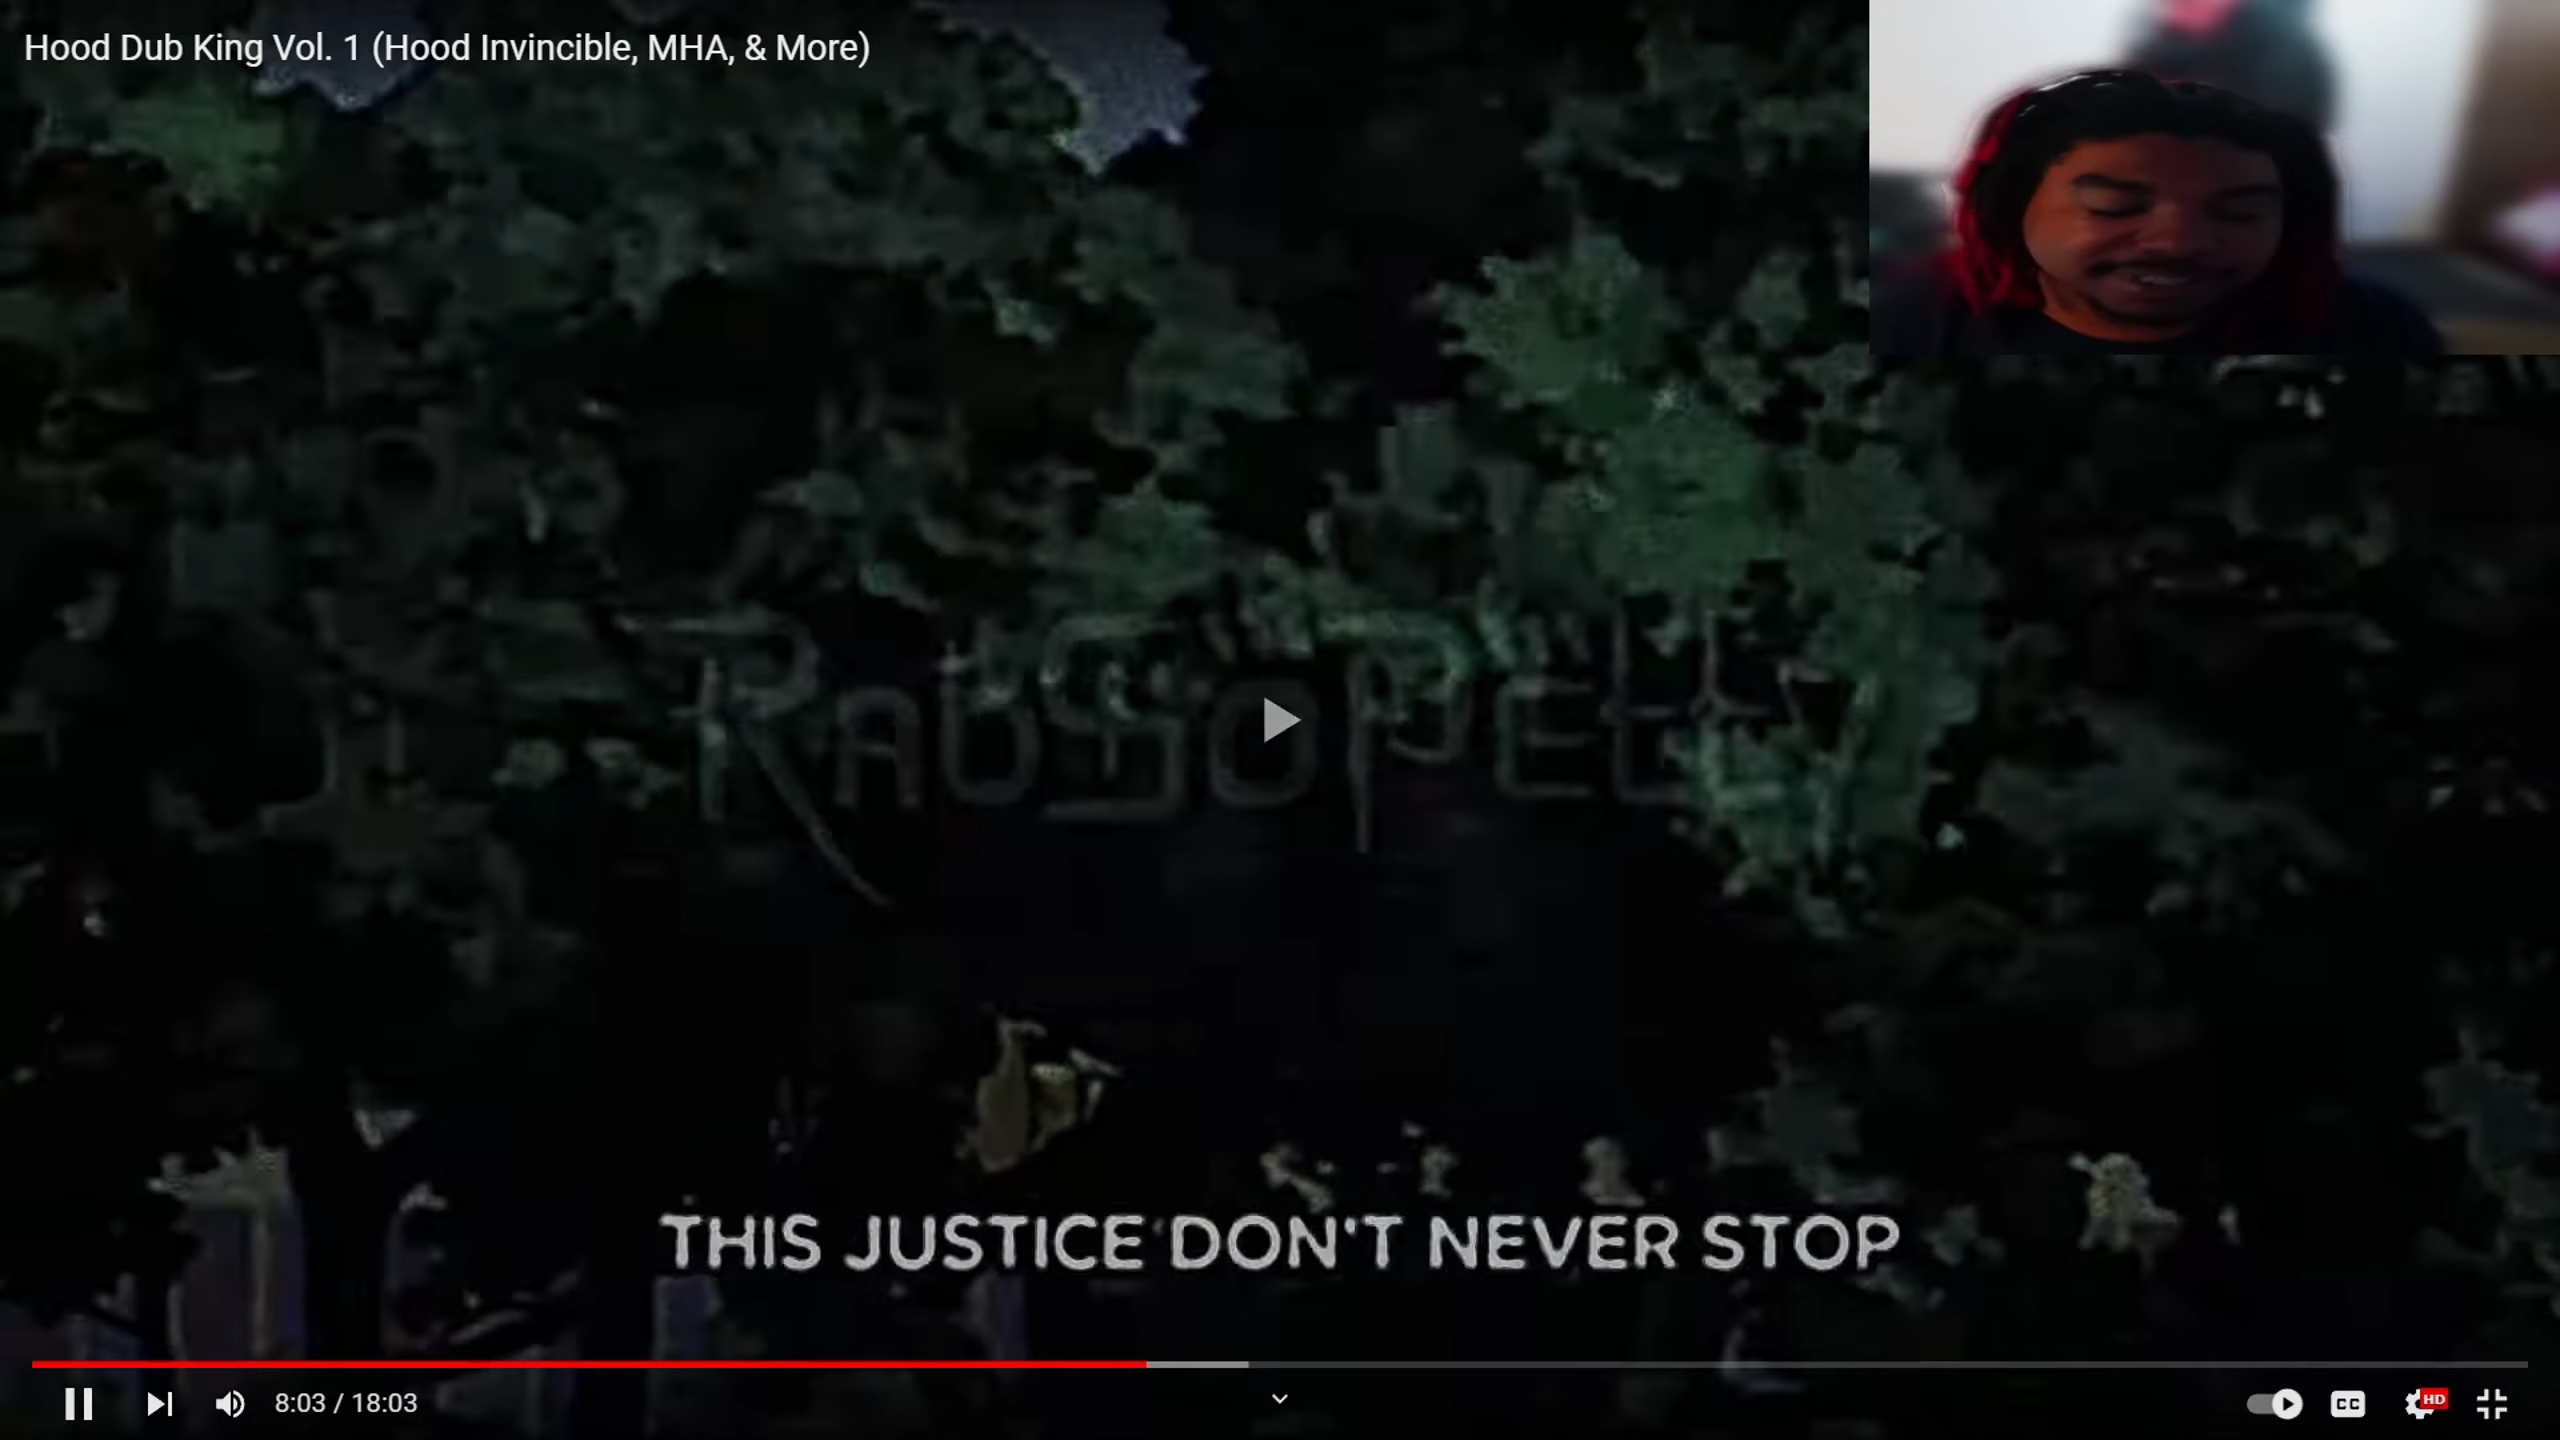 Hood Dub King Vol. 1 (Hood Invincible, MHA, & More)
THIS JUSTICE DON'T NEVER STOP
8:03 / 18:03
CC
HD